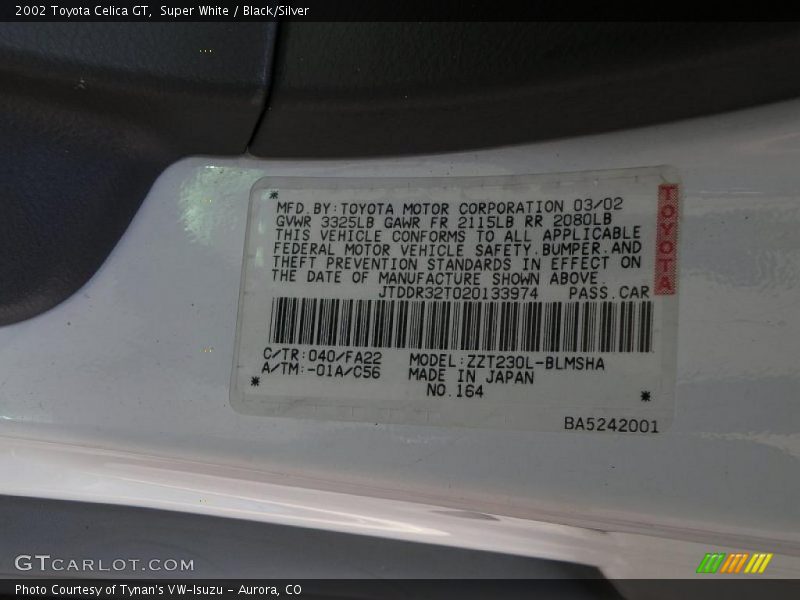 2002 Toyota Celica GT,  Super White / Black/Silver
* MFD.BY:TOYOTA MOTOR CORPORATION 03/02
GVWR 3325LB GAWR FR 2115LB RR 2080LB
THIS VEHICLE CONFORMS TO ALL APPLICABLE
FEDERAL MOTOR VEHICLE SAFETY.BUMPER.AND
THEFT PREVENTION STANDARDS IN EFFECT ON
THE DATE OF MANUFACTURE SHOWN ABOVE.
JTDDR32T020133974 PASS.CAR
TOYOTA
C/TR:040/FA22 MODEL:ZZT230L-BLMSHA
A/TM:-01A/C56 MADE IN JAPAN
* NO.164 *
BA5242001
GTCARLOT.COM
Photo Courtesy of Tynan's VW-Isuzu - Aurora, CO